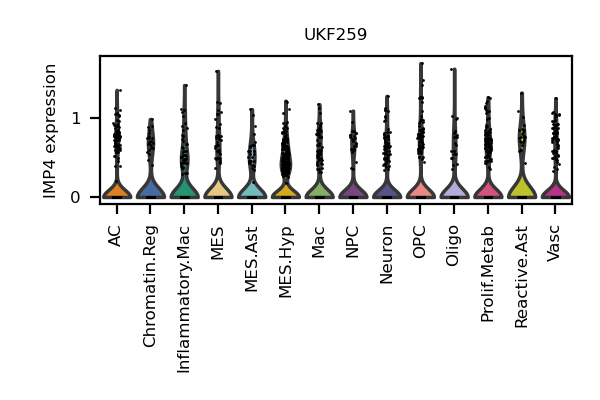 UKF259
IMP4 expression
1
0
AC
Chromatin.Reg
Inflammatory.Mac
MES
MES.Ast
MES.Hyp
Mac
NPC
Neuron
OPC
Oligo
Prolif.Metab
Reactive.Ast
Vasc